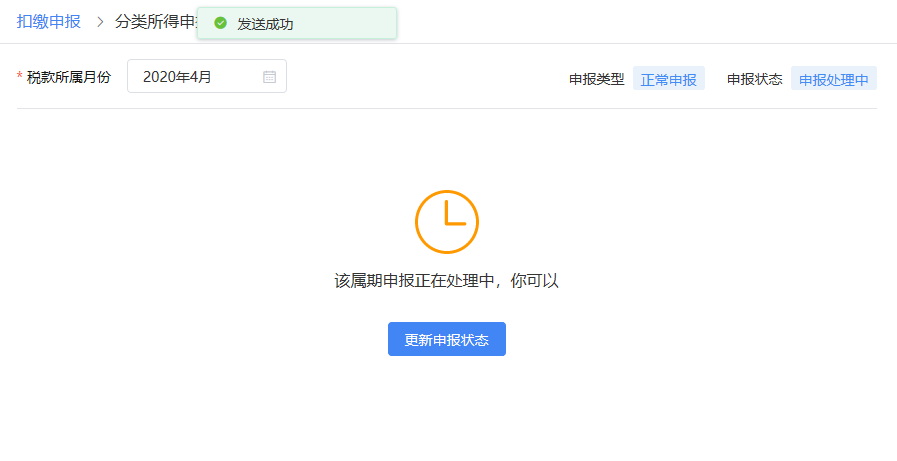 扣缴申报 > 分类所得申
发送成功
* 税款所属月份 2020年4月 申报类型 正常申报 申报状态 申报处理中
该属期申报正在处理中，你可以
更新申报状态